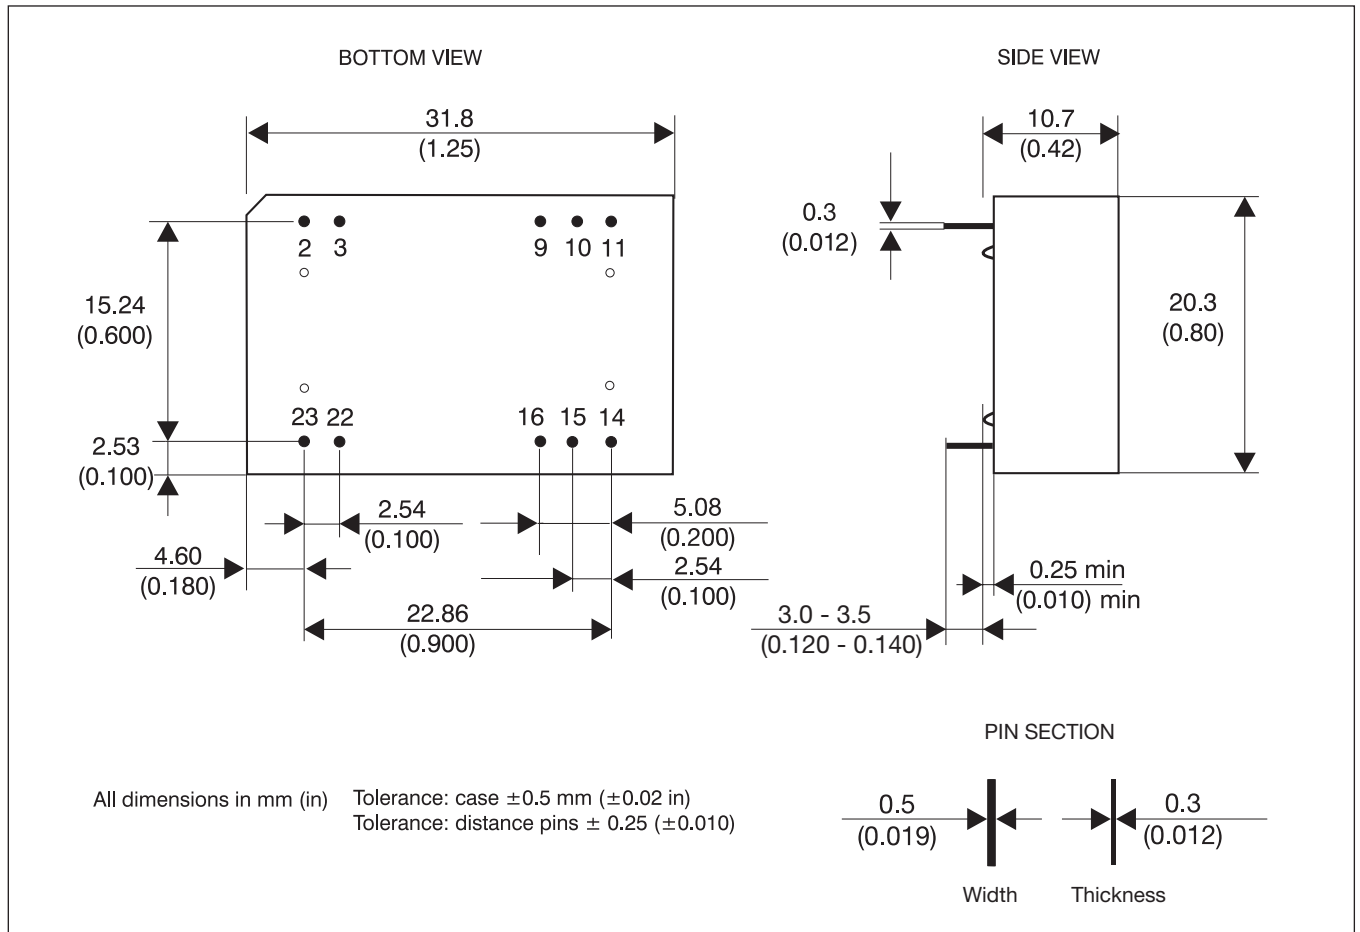 BOTTOM VIEW
SIDE VIEW
31.8
(1.25)
10.7
(0.42)
0.3
(0.012)
2 3 9 10 11
15.24
(0.600)
20.3
(0.80)
23 22 16 15 14
2.53
(0.100)
2.54
(0.100)
5.08
(0.200)
4.60
(0.180)
2.54
(0.100)
0.25 min
(0.010) min
22.86
(0.900)
3.0 - 3.5
(0.120 - 0.140)
PIN SECTION
All dimensions in mm (in)
Tolerance: case ±0.5 mm (±0.02 in)
Tolerance: distance pins ± 0.25 (±0.010)
0.5
(0.019)
0.3
(0.012)
Width
Thickness